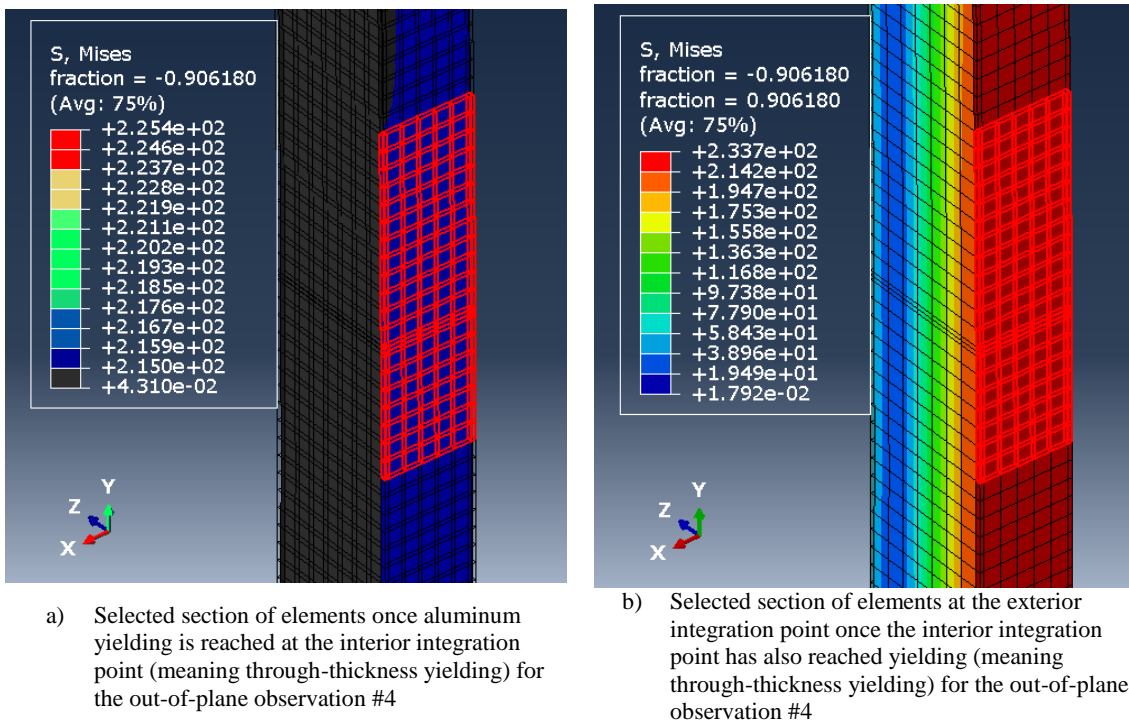 S, Mises
fraction = -0.906180
(Avg: 75%)
+2.254e+02
+2.246e+02
+2.237e+02
+2.228e+02
+2.219e+02
+2.211e+02
+2.202e+02
+2.193e+02
+2.185e+02
+2.176e+02
+2.167e+02
+2.159e+02
+2.150e+02
+4.310e-02
Y
Z
X
a) Selected section of elements once aluminum
yielding is reached at the interior integration
point (meaning through-thickness yielding) for
the out-of-plane observation #4
S, Mises
fraction = -0.906180
fraction = 0.906180
(Avg: 75%)
+2.337e+02
+2.142e+02
+1.947e+02
+1.753e+02
+1.558e+02
+1.363e+02
+1.168e+02
+9.738e+01
+7.790e+01
+5.843e+01
+3.896e+01
+1.949e+01
+1.792e-02
Y
Z
X
b) Selected section of elements at the exterior
integration point once the interior integration
point has also reached yielding (meaning
through-thickness yielding) for the out-of-plane
observation #4